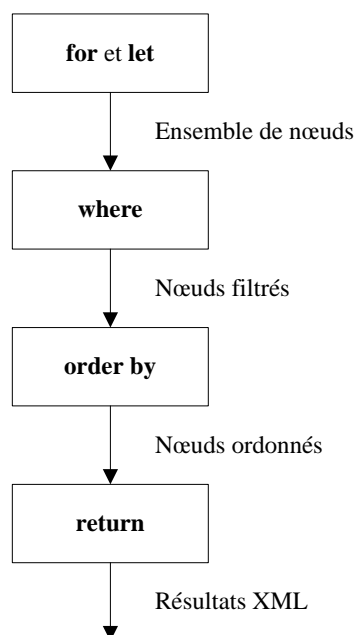 for et let
Ensemble de nœuds
where
Nœuds filtrés
order by
Nœuds ordonnés
return
Résultats XML